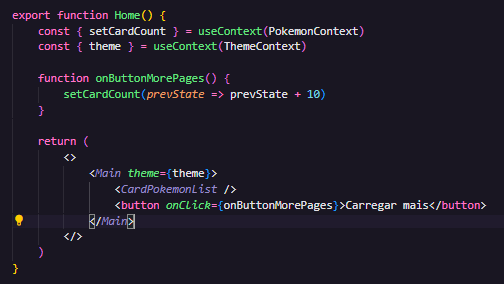 export function Home() {
    const { setCardCount } = useContext(PokemonContext)
    const { theme } = useContext(ThemeContext)

    function onButtonMorePages() {
        setCardCount(prevState => prevState + 10)
    }

    return (
        <>
            <Main theme={theme}>
                <CardPokemonList />
                <button onClick={onButtonMorePages}>Carregar mais</button>
            </Main>
        </>
    )
}